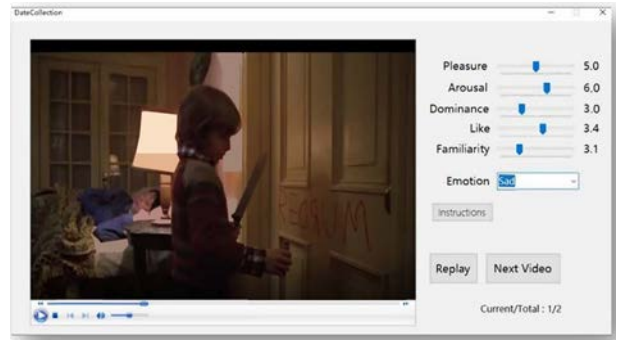 DateCollection
Pleasure 5.0
Arousal 6.0
Dominance 3.0
Like 3.4
Familiarity 3.1
Emotion Sad
Instructions
REDRUM
Replay Next Video
Current/Total : 1/2